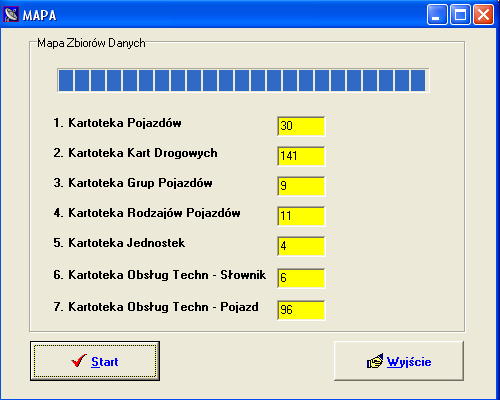 MAPA
Mapa Zbiorów Danych
1. Kartoteka Pojazdów 30
2. Kartoteka Kart Drogowych 141
3. Kartoteka Grup Pojazdów 9
4. Kartoteka Rodzajów Pojazdów 11
5. Kartoteka Jednostek 4
6. Kartoteka Obsług Techn - Słownik 6
7. Kartoteka Obsług Techn - Pojazd 96
Start Wyjście